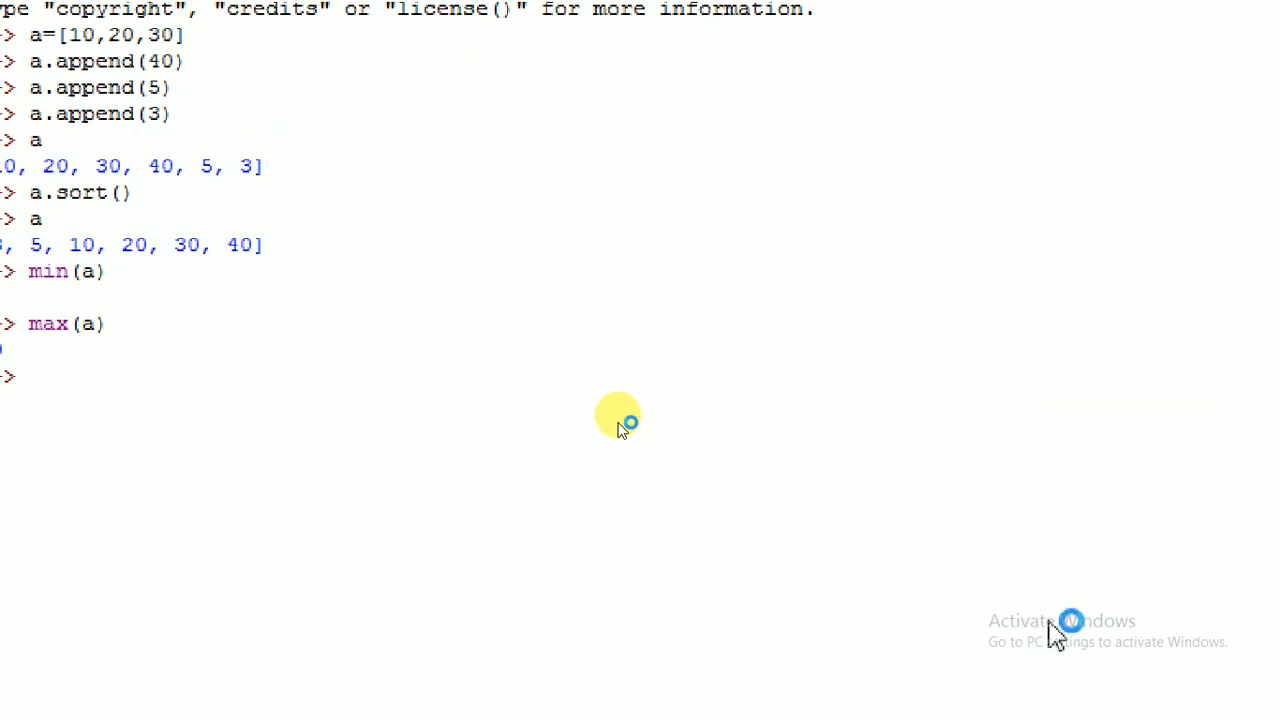 ype "copyright", "credits" or "license()" for more information.
> a=[10,20,30]
> a.append(40)
> a.append(5)
> a.append(3)
> a
0, 20, 30, 40, 5, 3]
> a.sort()
> a
, 5, 10, 20, 30, 40]
> min(a)
> max(a)
>
Activate Windows
Go to PC settings to activate Windows.